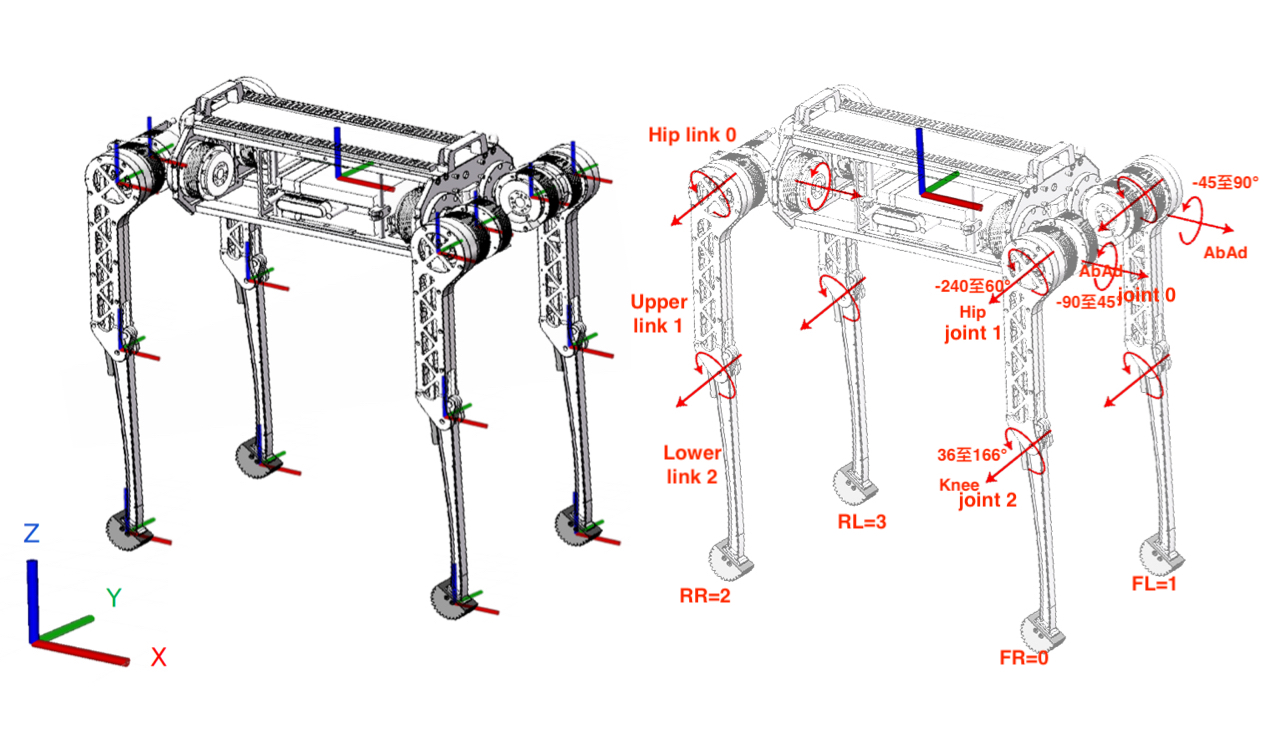 Z
Y
X
Hip link 0
Upper
link 1
Lower
link 2
RR=2
RL=3
-45至90°
AbAd
AbAd
joint 0
-90至45°
-240至60°
Hip
joint 1
36至166°
Knee
joint 2
FL=1
FR=0